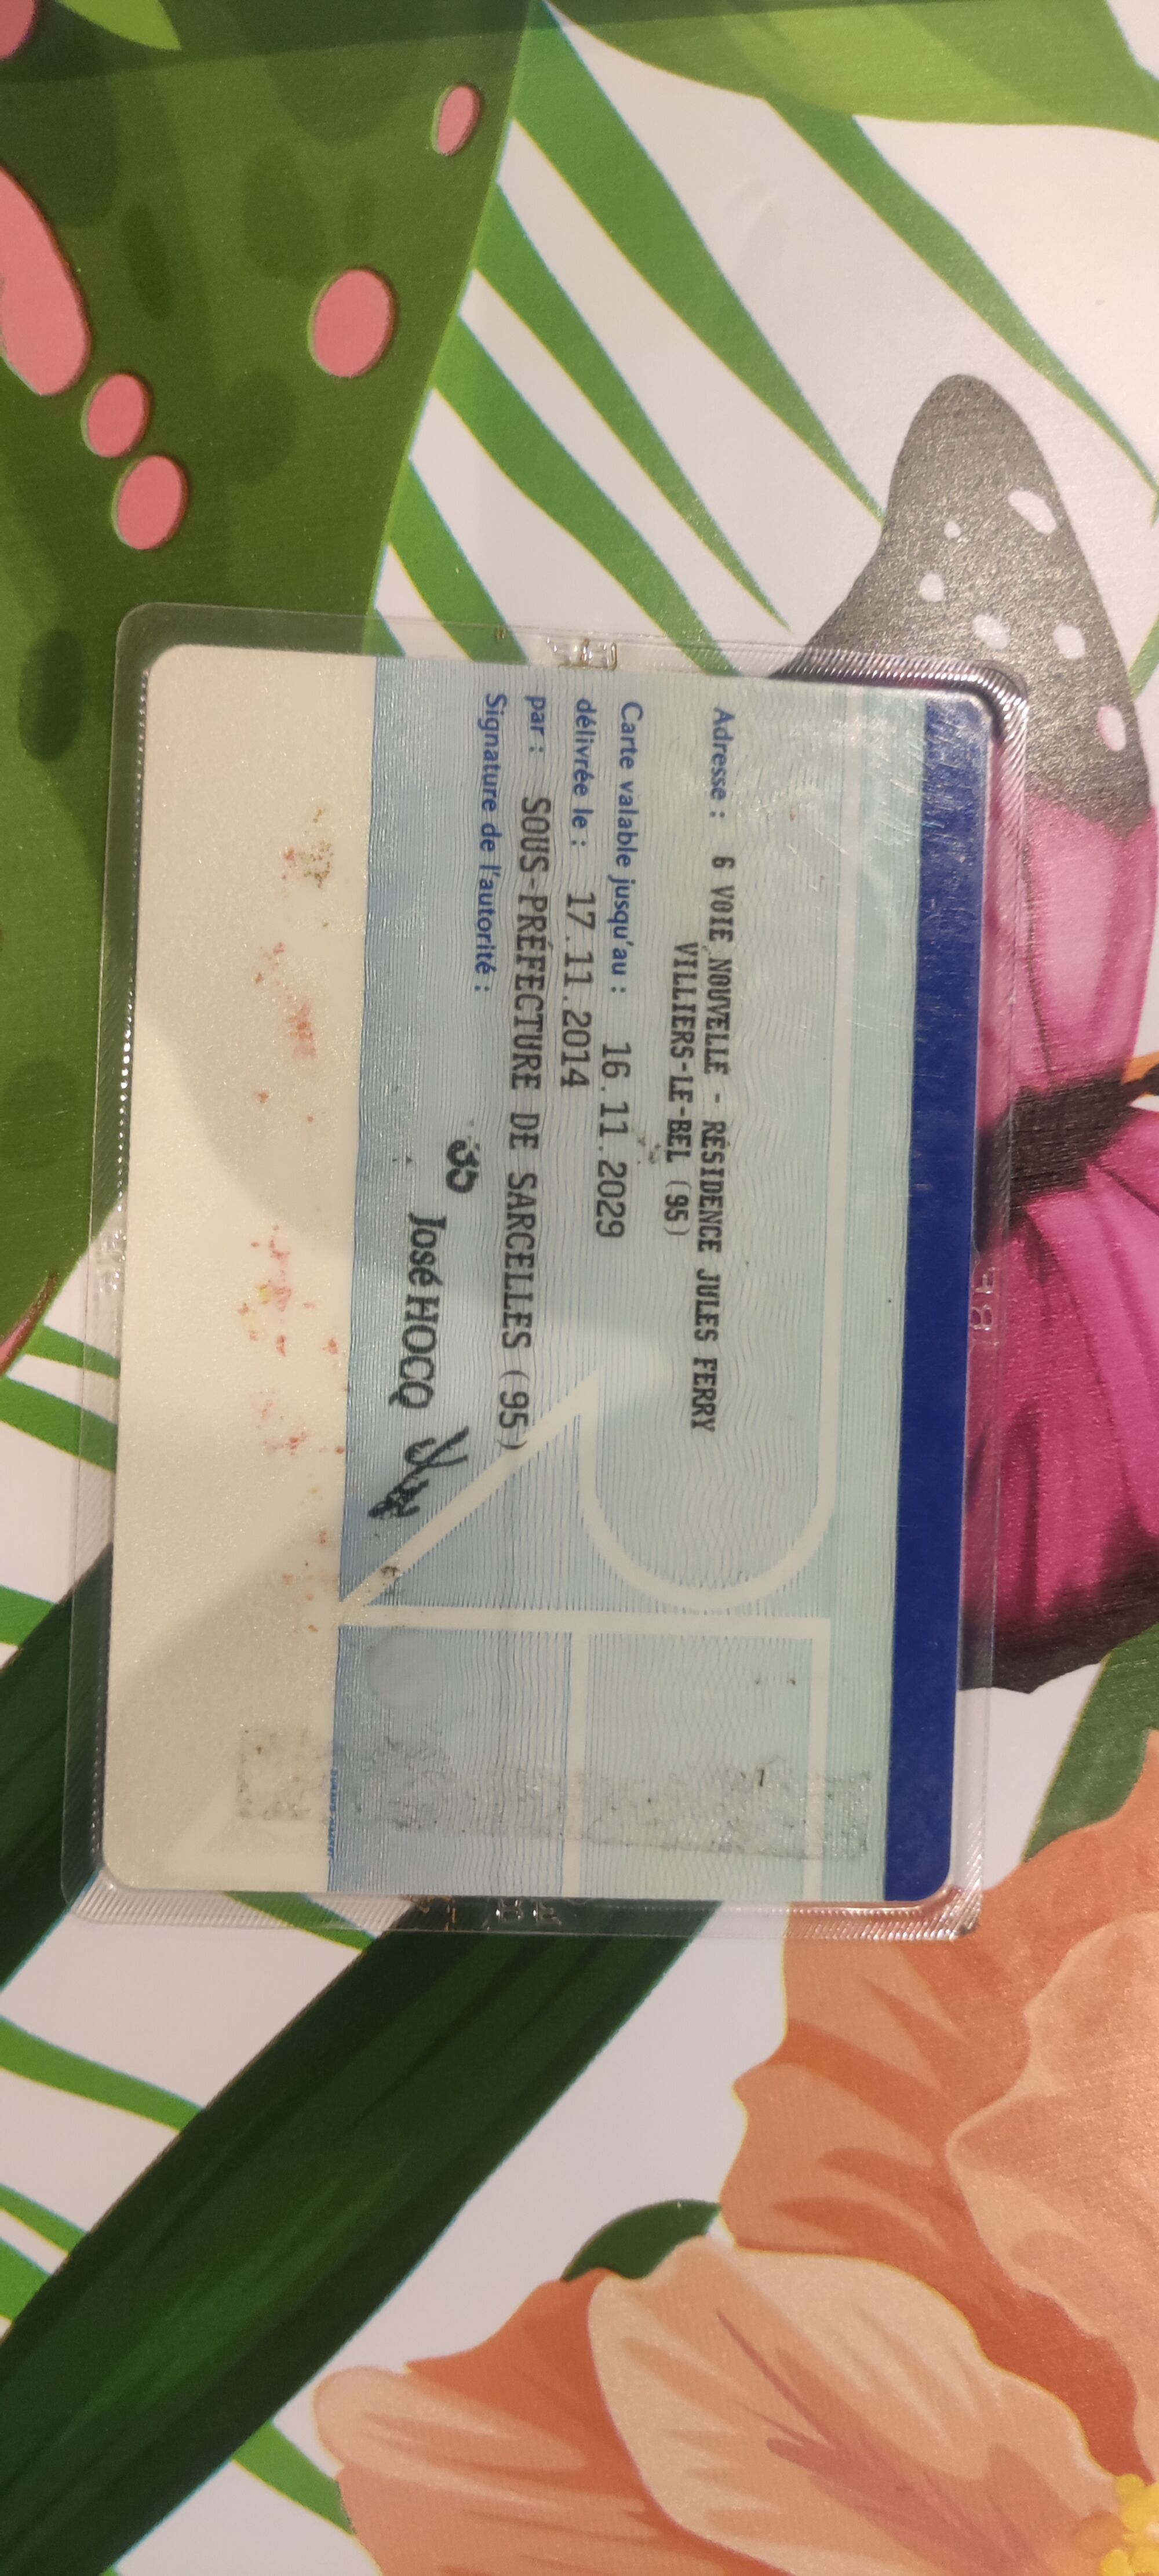 Adresse : 6 VOIE NOUVELLE - RÉSIDENCE JULES FERRY
VILLIERS-LE-BEL (95)
Carte valable jusqu'au : 16.11.2029
délivrée le : 17.11.2014
par : SOUS-PRÉFECTURE DE SARCELLES (95)
Signature de l'autorité :
José HOCQ
RF